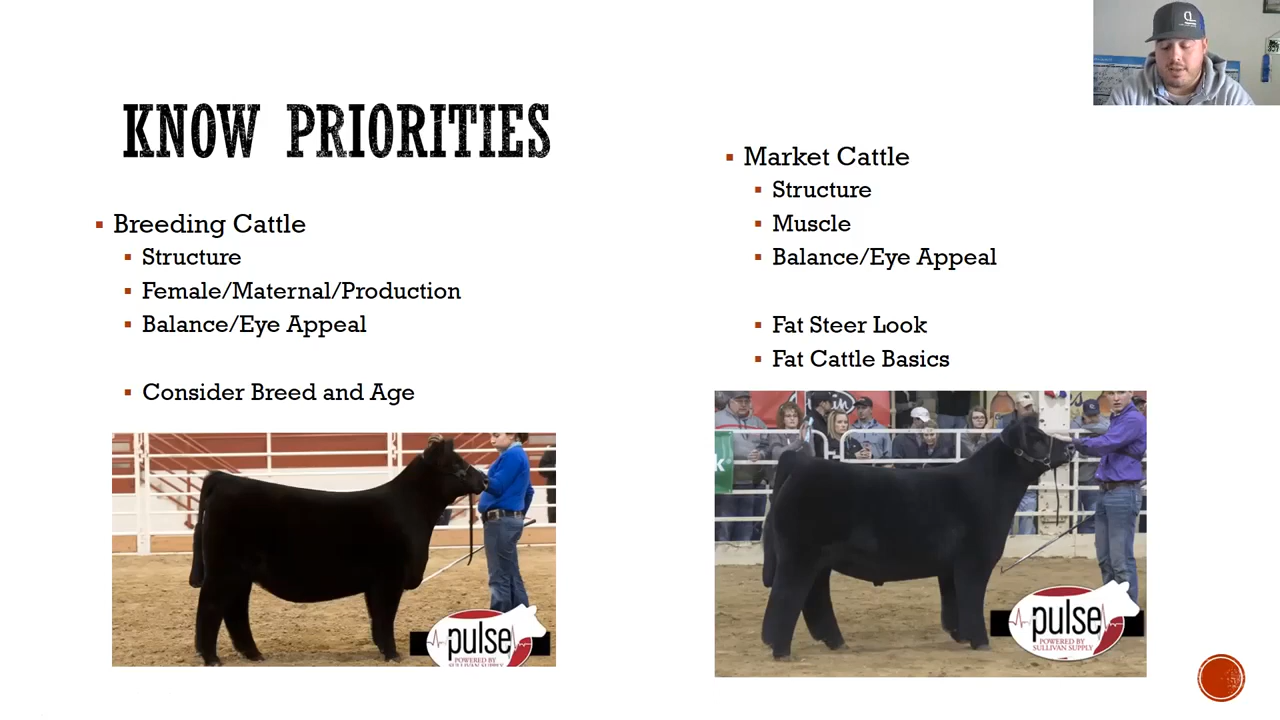 KNOW PRIORITIES
Breeding Cattle
Structure
Female/Maternal/Production
Balance/Eye Appeal
Consider Breed and Age
Market Cattle
Structure
Muscle
Balance/Eye Appeal
Fat Steer Look
Fat Cattle Basics
pulse
POWERED BY
SULLIVAN SUPPLY
pulse
POWERED BY
SULLIVAN SUPPLY